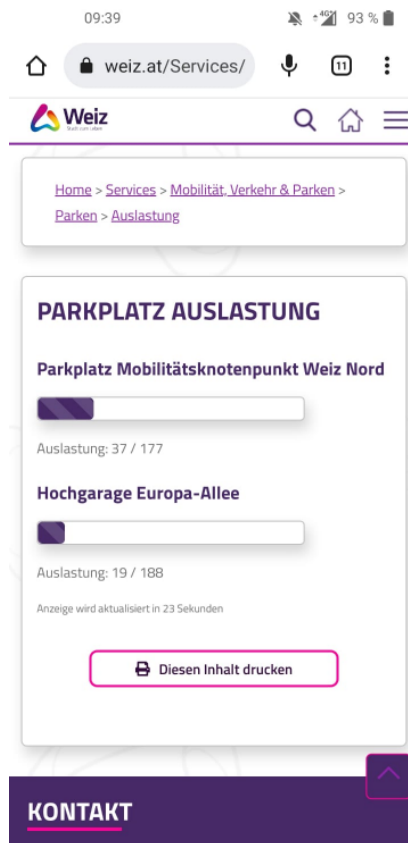 09:39
4G
93 %
weiz.at/Services/
11
Weiz
Home > Services > Mobilität, Verkehr & Parken >
Parken > Auslastung
PARKPLATZ AUSLASTUNG
Parkplatz Mobilitätsknotenpunkt Weiz Nord
Auslastung: 37 / 177
Hochgarage Europa-Allee
Auslastung: 19 / 188
Anzeige wird aktualisiert in 23 Sekunden
Diesen Inhalt drucken
KONTAKT